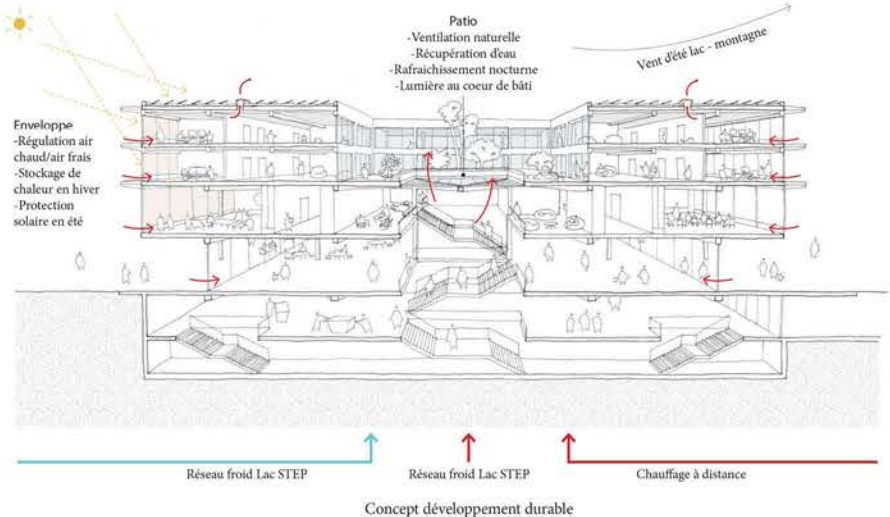 Patio
-Ventilation naturelle
-Récupération d'eau
-Rafraichissement nocturne
-Lumière au coeur de bâti
Vent d'été lac - montagne
Enveloppe
-Régulation air
chaud/air frais
-Stockage de
chaleur en hiver
-Protection
solaire en été
Réseau froid Lac STEP
Réseau froid Lac STEP
Chauffage à distance
Concept développement durable